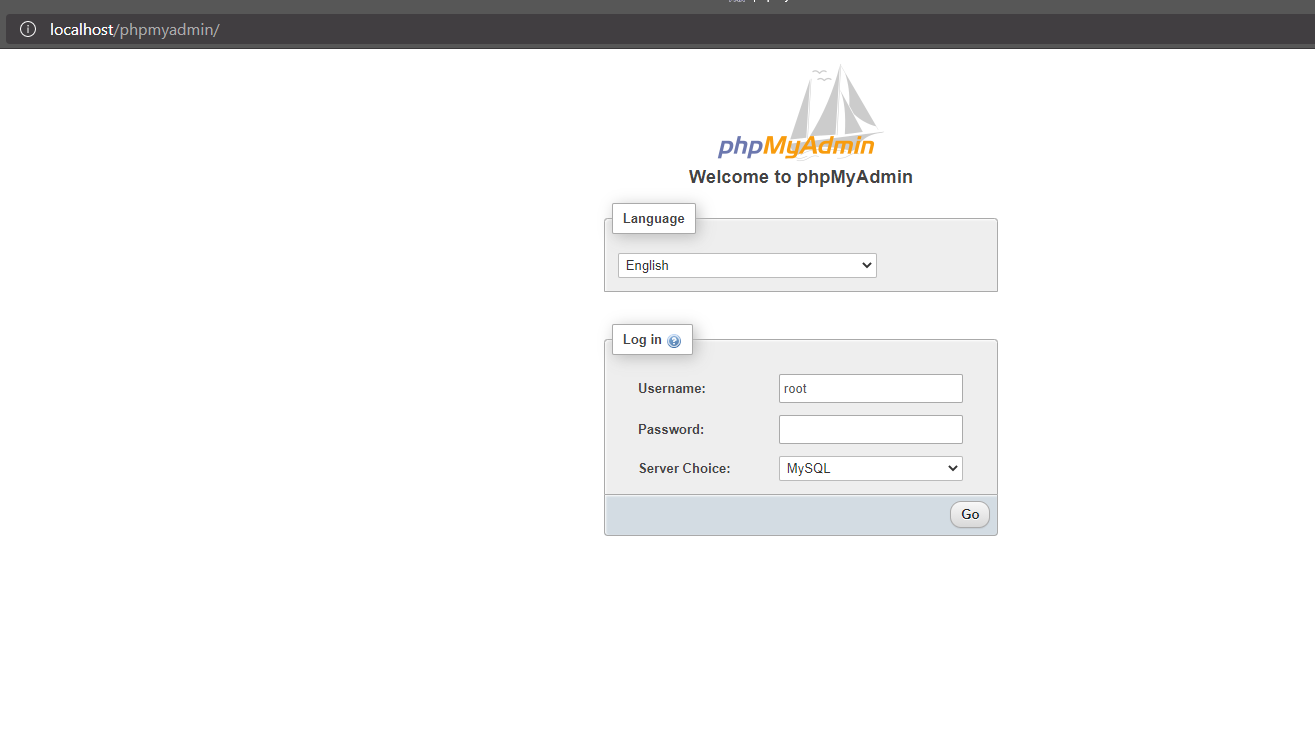 localhost/phpmyadmin/
phpMyAdmin
Welcome to phpMyAdmin
Language
English
Log in
Username:
root
Password:
Server Choice:
MySQL
Go